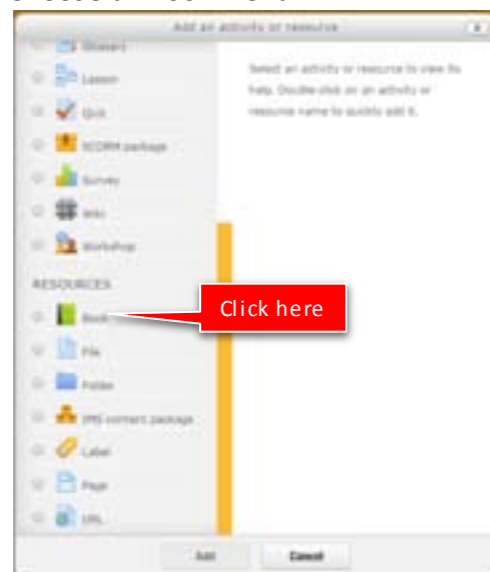 Add an activity or resource
Glossary
Lesson
Quiz
SCORM package
Survey
Wiki
Workshop
Select an activity or resource to view its
help. Double-click on an activity or
resource name to quickly add it.
RESOURCES
Book
Click here
File
Folder
IMS content package
Label
Page
URL
Add
Cancel